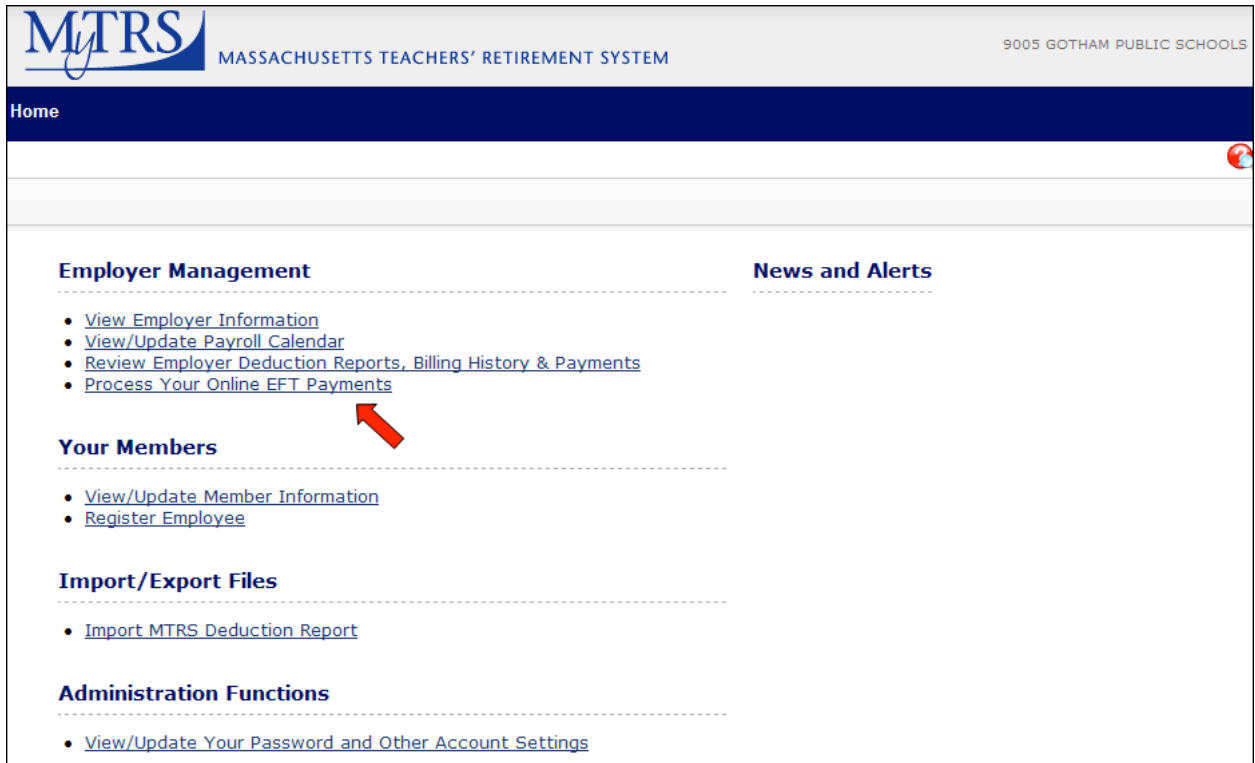 MyTRS
MASSACHUSETTS TEACHERS' RETIREMENT SYSTEM
9005 GOTHAM PUBLIC SCHOOLS
Home
?
Employer Management
View Employer Information
View/Update Payroll Calendar
Review Employer Deduction Reports, Billing History & Payments
Process Your Online EFT Payments
Your Members
View/Update Member Information
Register Employee
Import/Export Files
Import MTRS Deduction Report
Administration Functions
View/Update Your Password and Other Account Settings
News and Alerts